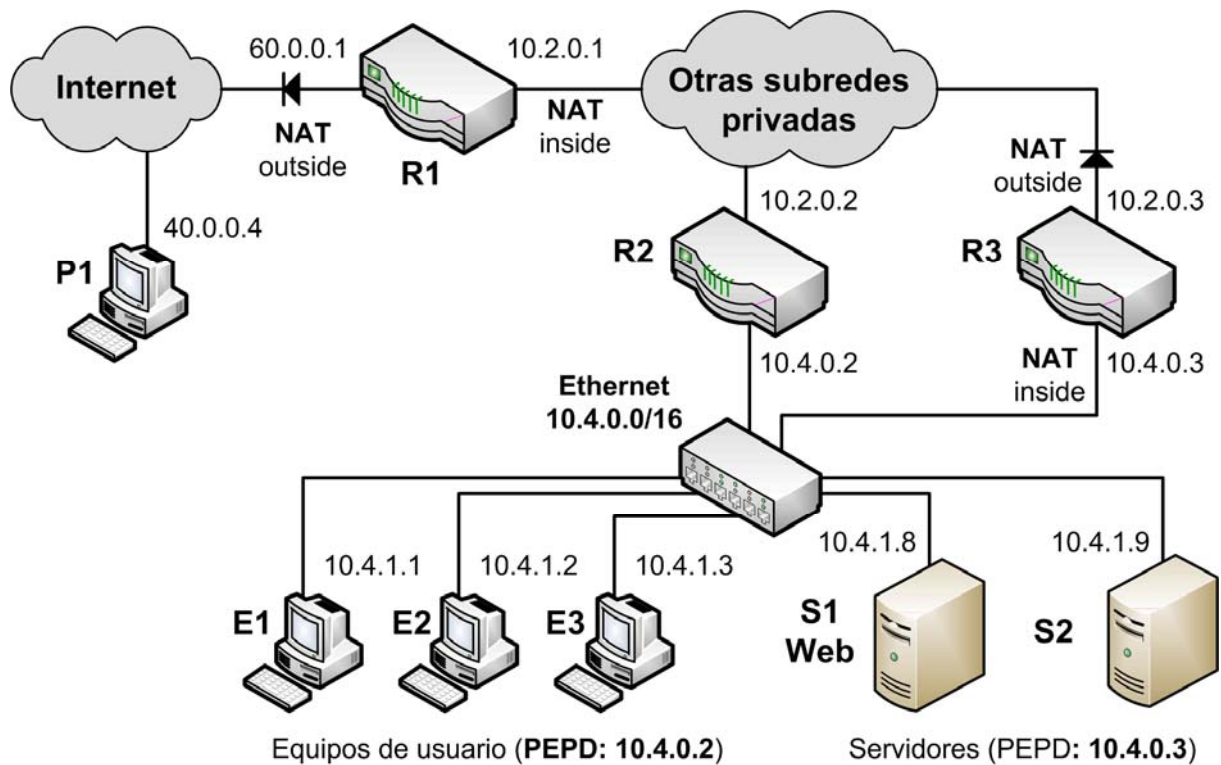 60.0.0.1
10.2.0.1
Internet
Otras subredes
privadas
NAT
outside
R1
NAT
inside
NAT
outside
40.0.0.4
P1
10.2.0.2
10.2.0.3
R2
R3
10.4.0.2
NAT
inside
10.4.0.3
Ethernet
10.4.0.0/16
10.4.1.1
10.4.1.2
10.4.1.3
10.4.1.8
10.4.1.9
E1
E2
E3
S1
Web
S2
Equipos de usuario (PEPD: 10.4.0.2)
Servidores (PEPD: 10.4.0.3)